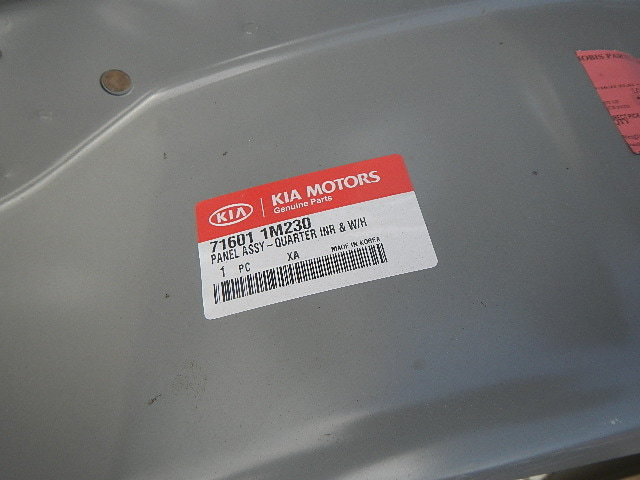 KIA KIA MOTORS
Genuine Parts
71601 1M230
PANEL ASSY-QUARTER INR & W/H
1 PC XA MADE IN KOREA